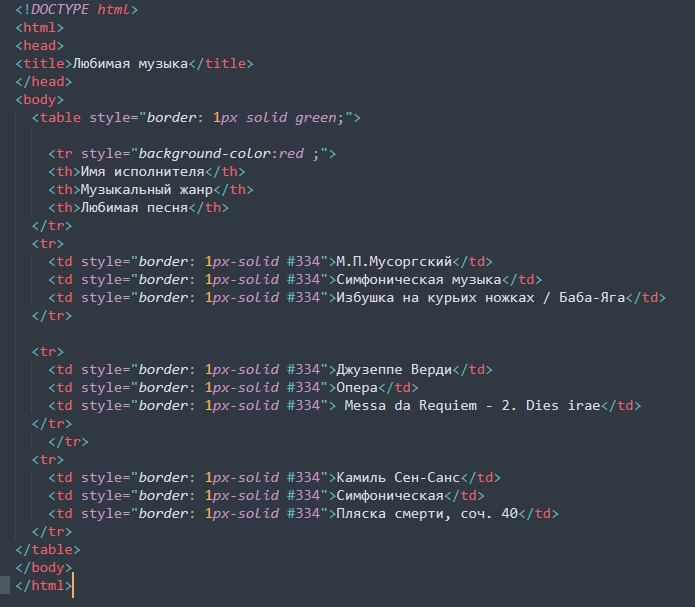 <!DOCTYPE html>
<html>
<head>
<title>Любимая музыка</title>
</head>
<body>
<table style="border: 1px solid green;">
<tr style="background-color:red ;">
<th>Имя исполнителя</th>
<th>Музыкальный жанр</th>
<th>Любимая песня</th>
</tr>
<tr>
<td style="border: 1px-solid #334">М.П.Мусоргский</td>
<td style="border: 1px-solid #334">Симфоническая музыка</td>
<td style="border: 1px-solid #334">Избушка на курьих ножках / Баба-Яга</td>
</tr>
<tr>
<td style="border: 1px-solid #334">Джузеппе Верди</td>
<td style="border: 1px-solid #334">Опера</td>
<td style="border: 1px-solid #334"> Messa da Requiem - 2. Dies irae</td>
</tr>
</tr>
<tr>
<td style="border: 1px-solid #334">Камиль Сен-Санс</td>
<td style="border: 1px-solid #334">Симфоническая</td>
<td style="border: 1px-solid #334">Пляска смерти, соч. 40</td>
</tr>
</table>
</body>
</html>